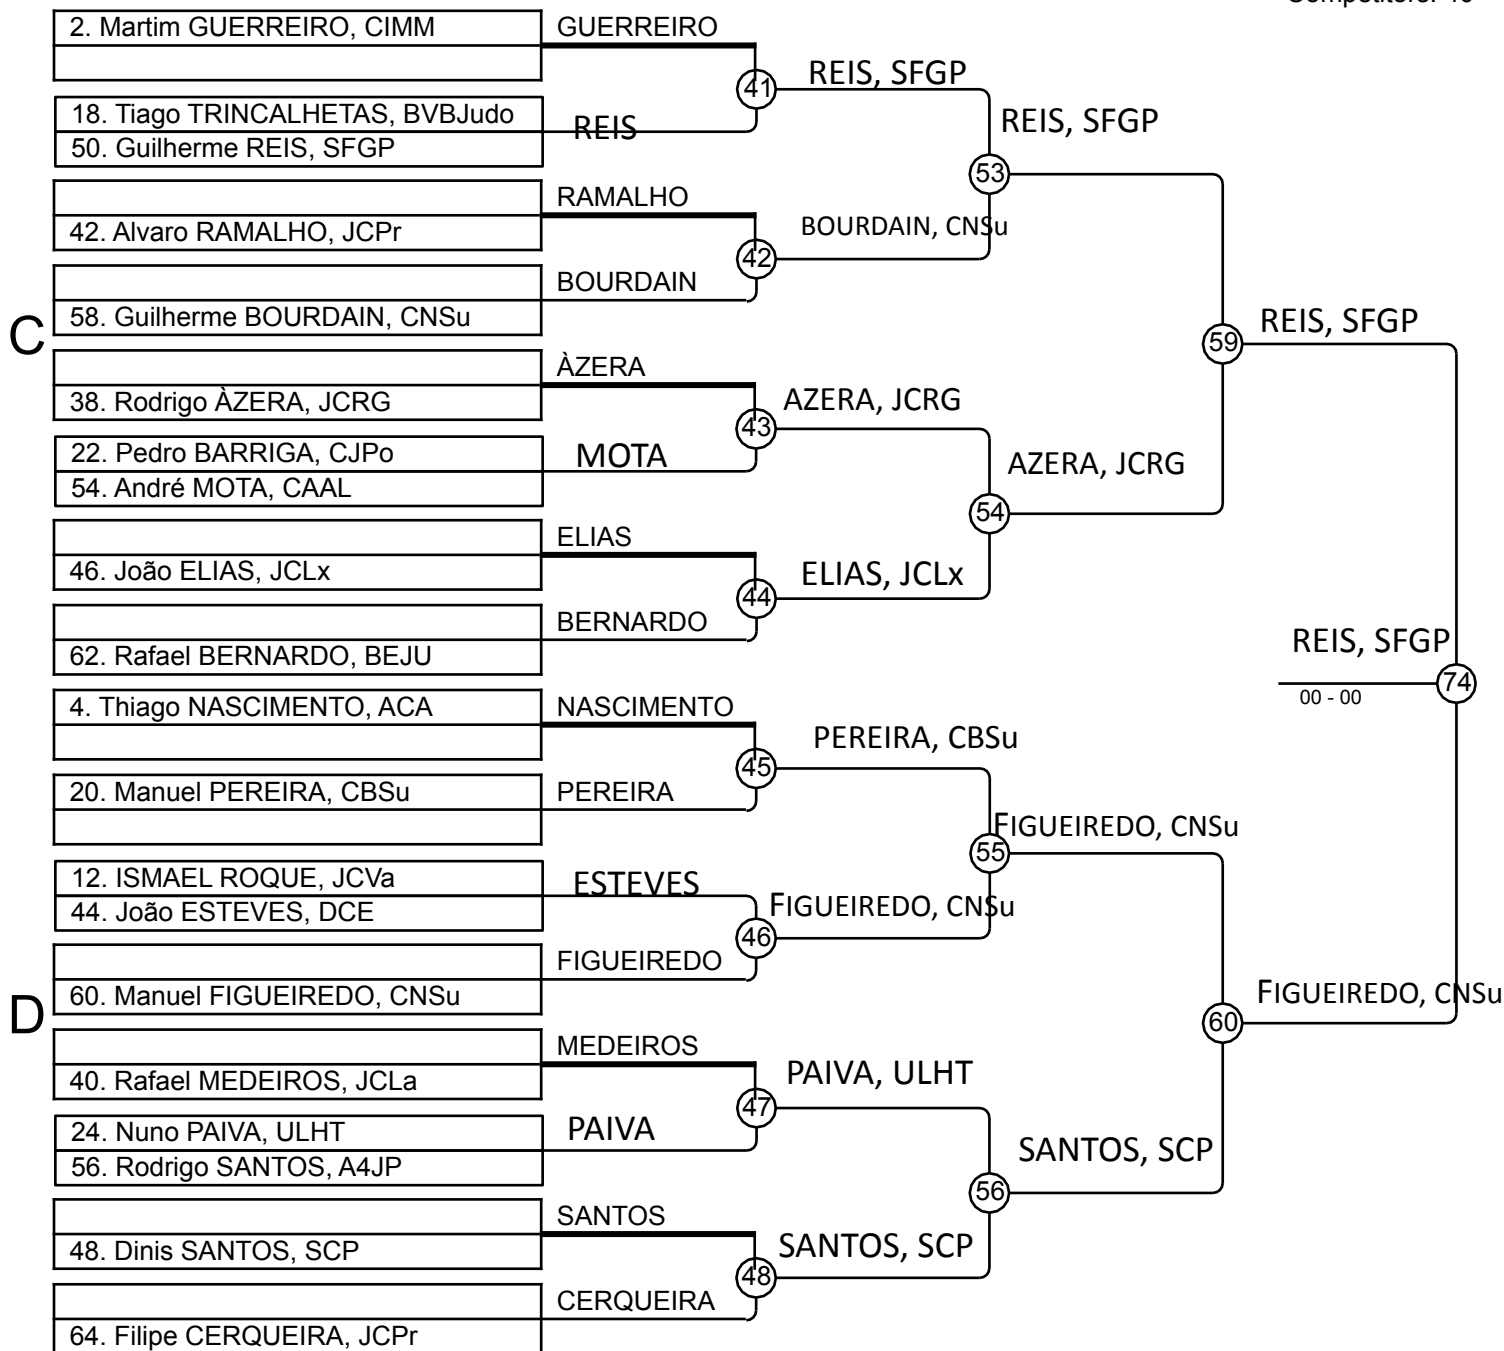 2. Martim GUERREIRO, CIMM
GUERREIRO
41
REIS, SFGP
18. Tiago TRINCALHETAS, BVBJudo
50. Guilherme REIS, SFGP
REIS
53
REIS, SFGP
42. Alvaro RAMALHO, JCPr
RAMALHO
42
BOURDAIN, CNSu
58. Guilherme BOURDAIN, CNSu
BOURDAIN
C
59
REIS, SFGP
38. Rodrigo ÀZERA, JCRG
ÀZERA
43
AZERA, JCRG
22. Pedro BARRIGA, CJPo
54. André MOTA, CAAL
MOTA
54
AZERA, JCRG
46. João ELIAS, JCLx
ELIAS
44
ELIAS, JCLx
62. Rafael BERNARDO, BEJU
BERNARDO
REIS, SFGP
74
00 - 00
4. Thiago NASCIMENTO, ACA
NASCIMENTO
45
PEREIRA, CBSu
20. Manuel PEREIRA, CBSu
PEREIRA
55
FIGUEIREDO, CNSu
12. ISMAEL ROQUE, JCVa
44. João ESTEVES, DCE
ESTEVES
46
FIGUEIREDO, CNSu
60. Manuel FIGUEIREDO, CNSu
FIGUEIREDO
D
60
FIGUEIREDO, CNSu
40. Rafael MEDEIROS, JCLa
MEDEIROS
47
PAIVA, ULHT
24. Nuno PAIVA, ULHT
56. Rodrigo SANTOS, A4JP
PAIVA
56
SANTOS, SCP
48. Dinis SANTOS, SCP
SANTOS
48
SANTOS, SCP
64. Filipe CERQUEIRA, JCPr
CERQUEIRA